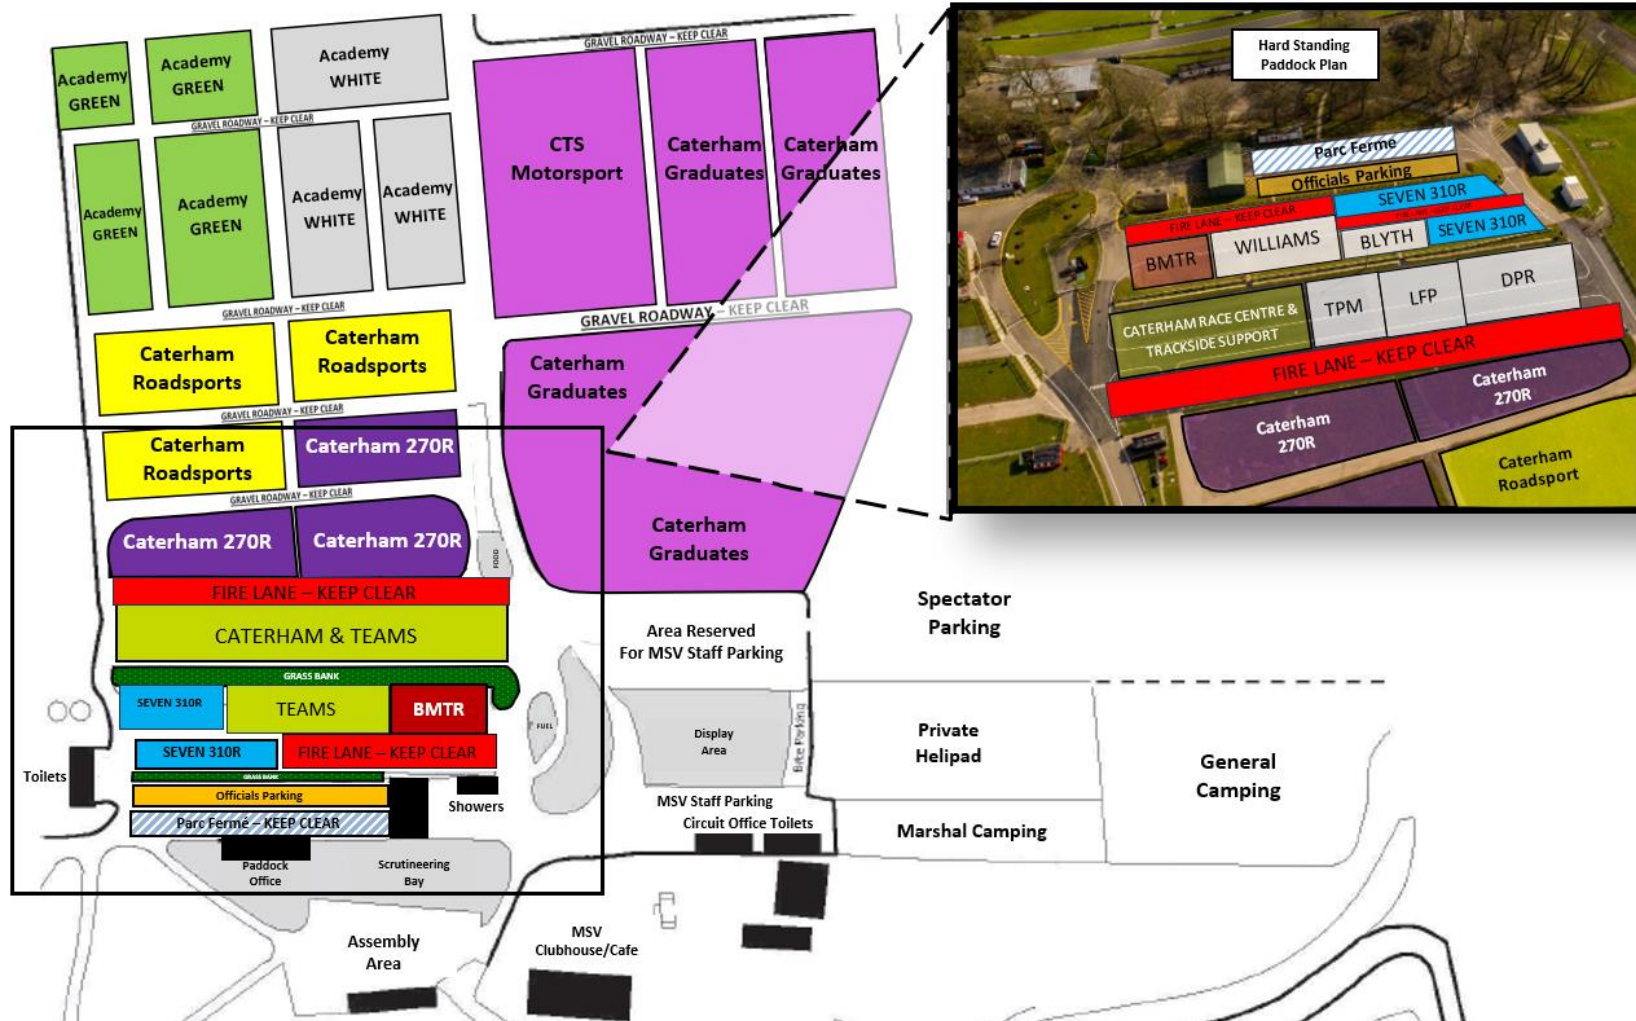 GRAVEL ROADWAY – KEEP CLEAR
Academy
GREEN
Academy
GREEN
Academy
WHITE
GRAVEL ROADWAY – KEEP CLEAR
Academy
GREEN
Academy
GREEN
Academy
WHITE
Academy
WHITE
CTS
Motorsport
Caterham
Graduates
Caterham
Graduates
GRAVEL ROADWAY – KEEP CLEAR
GRAVEL ROADWAY – KEEP CLEAR
Caterham
Roadsports
Caterham
Roadsports
Caterham
Graduates
GRAVEL ROADWAY – KEEP CLEAR
Caterham
Roadsports
Caterham 270R
GRAVEL ROADWAY – KEEP CLEAR
Caterham 270R
Caterham 270R
FOOD
Caterham
Graduates
FIRE LANE – KEEP CLEAR
CATERHAM & TEAMS
GRASS BANK
SEVEN 310R
TEAMS
BMTR
FUEL
SEVEN 310R
FIRE LANE – KEEP CLEAR
GRASS BANK
Officials Parking
Parc Fermé – KEEP CLEAR
Toilets
Showers
Paddock
Office
Scrutineering
Bay
Assembly
Area
MSV
Clubhouse/Cafe
Area Reserved
For MSV Staff Parking
Display
Area
Bike Parking
MSV Staff Parking
Circuit Office Toilets
Spectator
Parking
Private
Helipad
General
Camping
Marshal Camping
Hard Standing
Paddock Plan
Parc Ferme
Officials Parking
SEVEN 310R
FIRE LANE – KEEP CLEAR
FIRE LANE – KEEP CLEAR
BMTR
WILLIAMS
BLYTH
SEVEN 310R
CATERHAM RACE CENTRE &
TRACKSIDE SUPPORT
TPM
LFP
DPR
FIRE LANE – KEEP CLEAR
Caterham
270R
Caterham
270R
Caterham
Roadsport